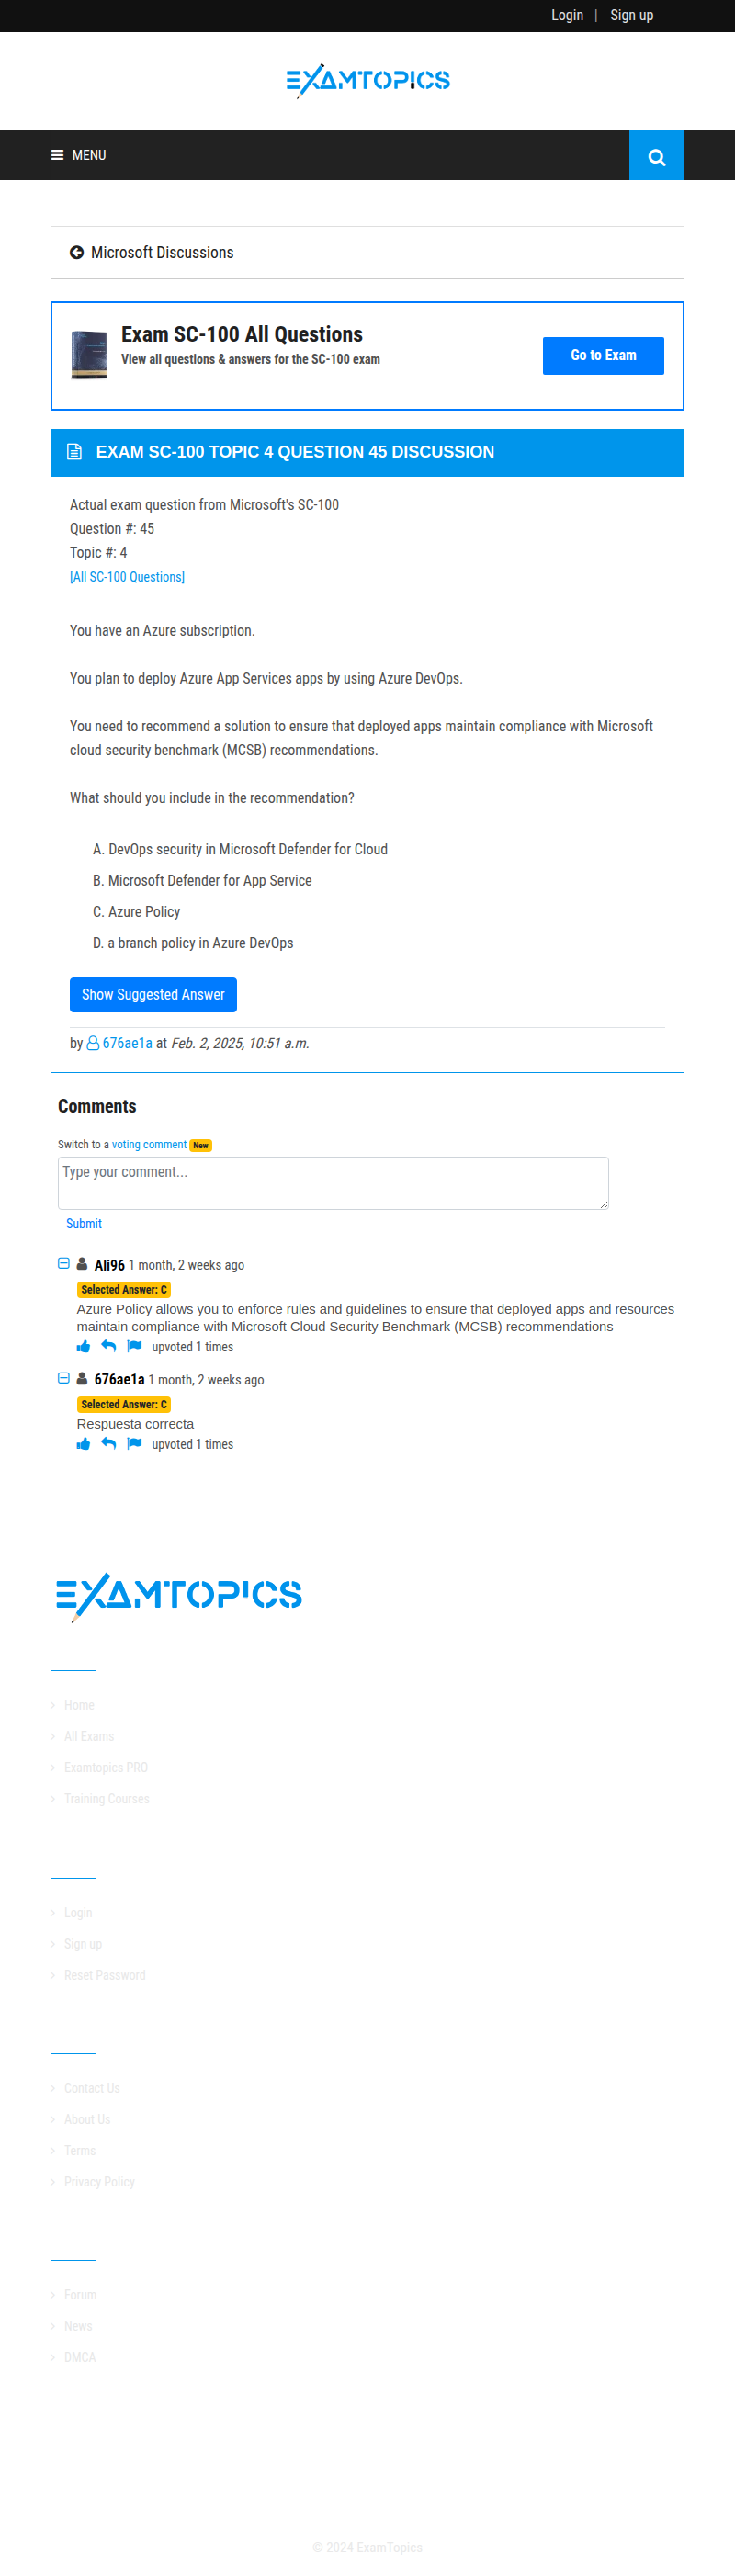 Login | Sign up
EXAMTOPICS
MENU
Microsoft Discussions
Exam SC-100 All Questions
View all questions & answers for the SC-100 exam
Go to Exam
EXAM SC-100 TOPIC 4 QUESTION 45 DISCUSSION
Actual exam question from Microsoft's SC-100
Question #: 45
Topic #: 4
[All SC-100 Questions]
You have an Azure subscription.
You plan to deploy Azure App Services apps by using Azure DevOps.
You need to recommend a solution to ensure that deployed apps maintain compliance with Microsoft
cloud security benchmark (MCSB) recommendations.
What should you include in the recommendation?
A. DevOps security in Microsoft Defender for Cloud
B. Microsoft Defender for App Service
C. Azure Policy
D. a branch policy in Azure DevOps
Show Suggested Answer
by 676ae1a at Feb. 2, 2025, 10:51 a.m.
Comments
Switch to a voting comment New
Type your comment...
Submit
Ali96 1 month, 2 weeks ago
Selected Answer: C
Azure Policy allows you to enforce rules and guidelines to ensure that deployed apps and resources
maintain compliance with Microsoft Cloud Security Benchmark (MCSB) recommendations
upvoted 1 times
676ae1a 1 month, 2 weeks ago
Selected Answer: C
Respuesta correcta
upvoted 1 times
EXAMTOPICS
Home
All Exams
Examtopics PRO
Training Courses
Login
Sign up
Reset Password
Contact Us
About Us
Terms
Privacy Policy
Forum
News
DMCA
© 2024 ExamTopics